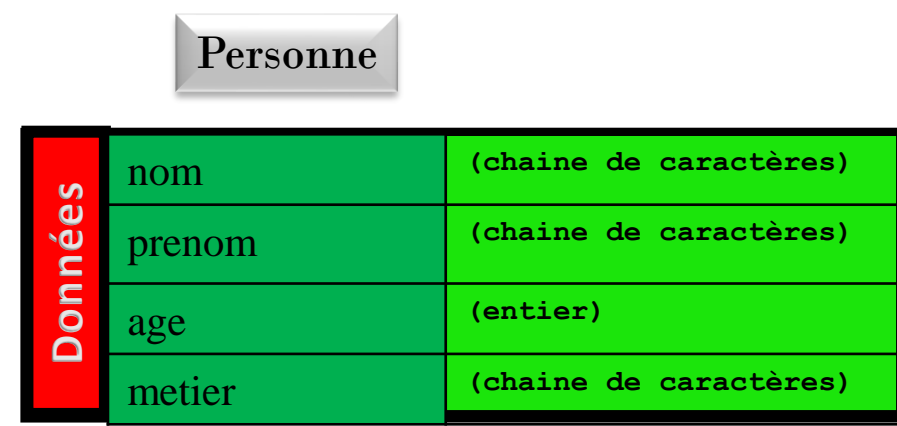 Personne
Données
nom (chaine de caractères)
prenom (chaine de caractères)
age (entier)
metier (chaine de caractères)